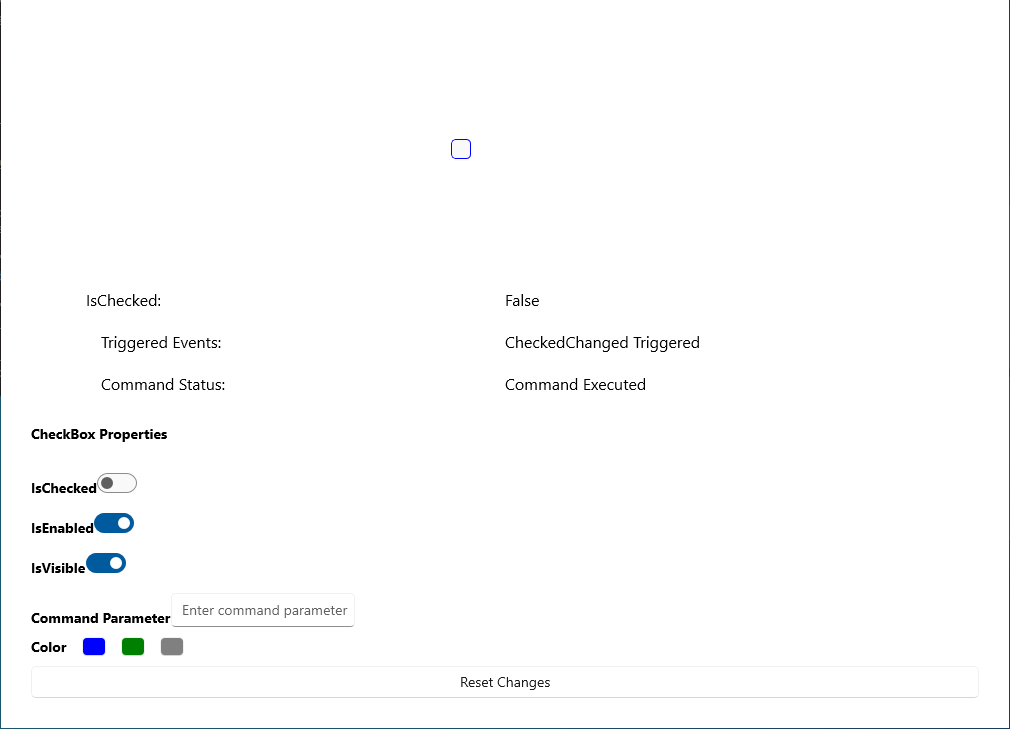 IsChecked: False
Triggered Events: CheckedChanged Triggered
Command Status: Command Executed
CheckBox Properties
IsChecked
IsEnabled
IsVisible
Command Parameter Enter command parameter
Color
Reset Changes